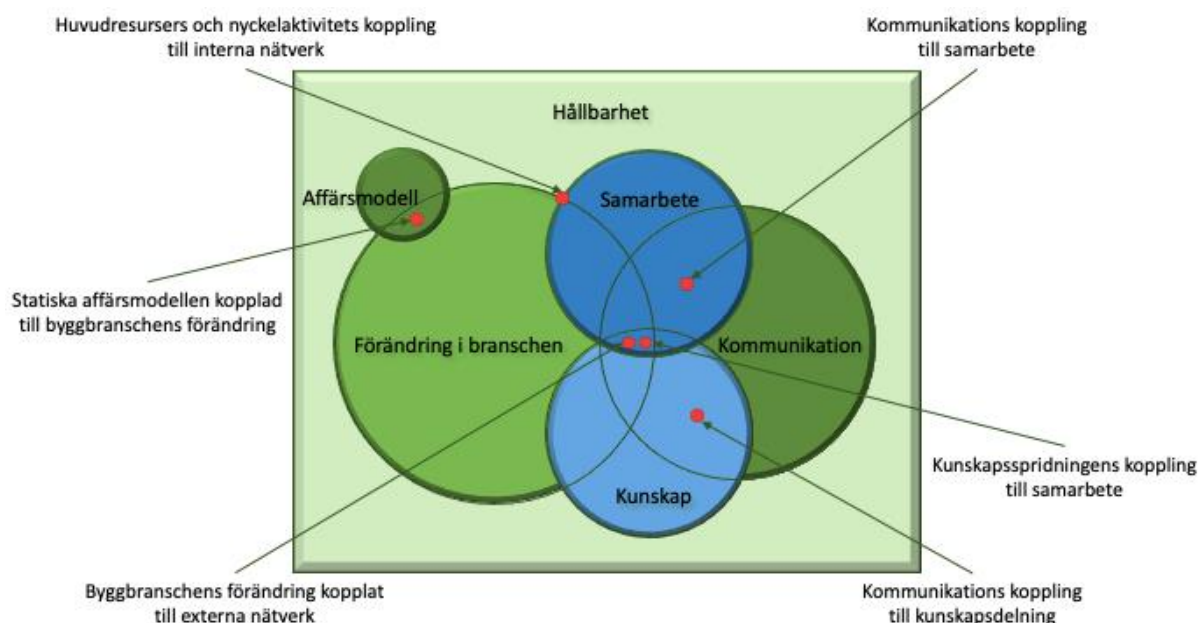 Huvudresursers och nyckelaktivitets koppling
till interna nätverk
Kommunikations koppling
till samarbete
Hållbarhet
Affärsmodell
Samarbete
Statiska affärsmodellen kopplad
till byggbranschens förändring
Förändring i branschen
Kommunikation
Kunskapsspridningens koppling
till samarbete
Kunskap
Byggbranschens förändring kopplat
till externa nätverk
Kommunikations koppling
till kunskapsdelning